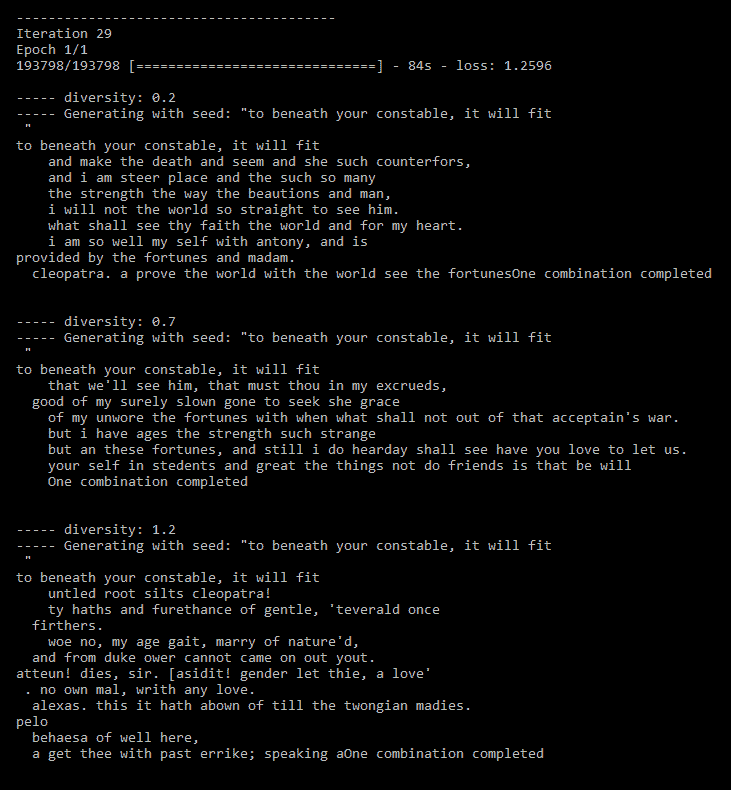 ----------------------------------------
Iteration 29
Epoch 1/1
193798/193798 [==============================] - 84s - loss: 1.2596
----- diversity: 0.2
----- Generating with seed: "to beneath your constable, it will fit
"
to beneath your constable, it will fit
and make the death and seem and she such counterfors,
and i am steer place and the such so many
the strength the way the beautions and man,
i will not the world so straight to see him.
what shall see thy faith the world and for my heart.
i am so well my self with antony, and is
provided by the fortunes and madam.
cleopatra. a prove the world with the world see the fortunesOne combination completed
----- diversity: 0.7
----- Generating with seed: "to beneath your constable, it will fit
"
to beneath your constable, it will fit
that we'll see him, that must thou in my excrueds,
good of my surely slown gone to seek she grace
of my unwore the fortunes with when what shall not out of that acceptain's war.
but i have ages the strength such strange
but an these fortunes, and still i do hearday shall see have you love to let us.
your self in stedents and great the things not do friends is that be will
One combination completed
----- diversity: 1.2
----- Generating with seed: "to beneath your constable, it will fit
"
to beneath your constable, it will fit
untled root silts cleopatra!
ty haths and furethance of gentle, 'teverald once
firthers.
woe no, my age gait, marry of nature'd,
and from duke ower cannot came on out yout.
atteun! dies, sir. [asidit! gender let thie, a love'
. no own mal, writh any love.
alexas. this it hath abown of till the twongian madies.
pelo
behaesa of well here,
a get thee with past errike; speaking aOne combination completed